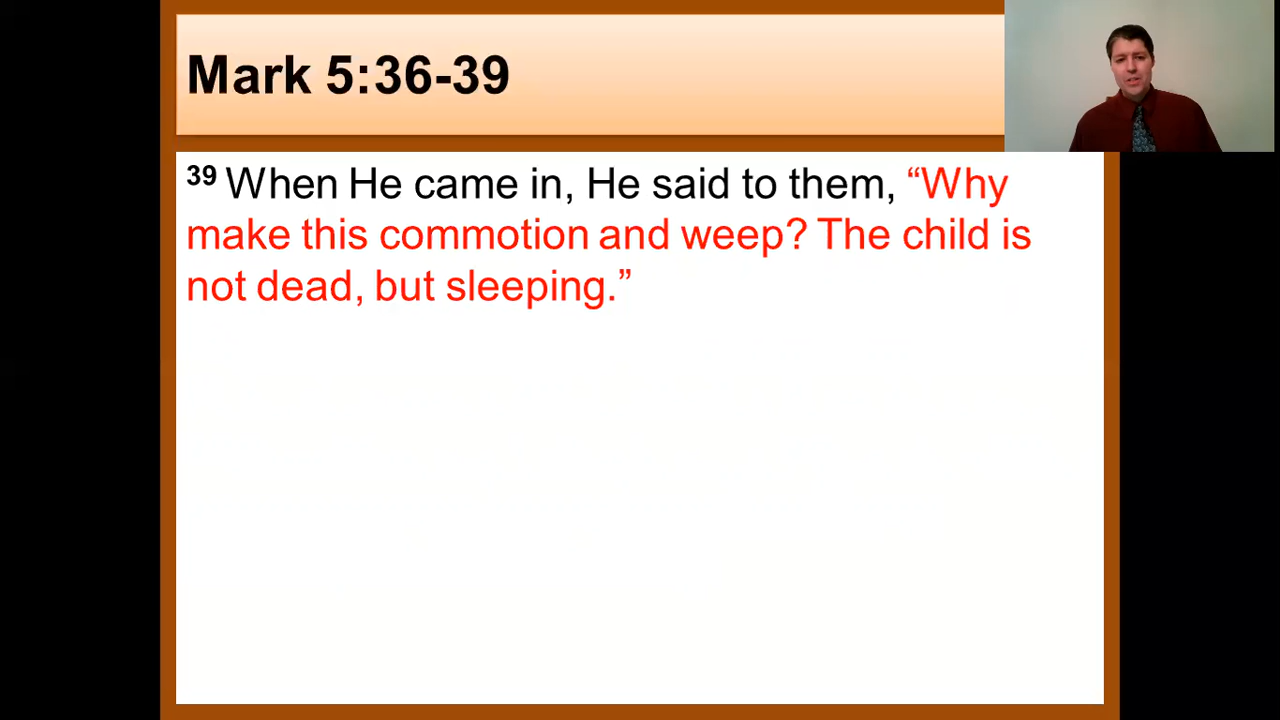 Mark 5:36-39
39 When He came in, He said to them, “Why
make this commotion and weep? The child is
not dead, but sleeping.”